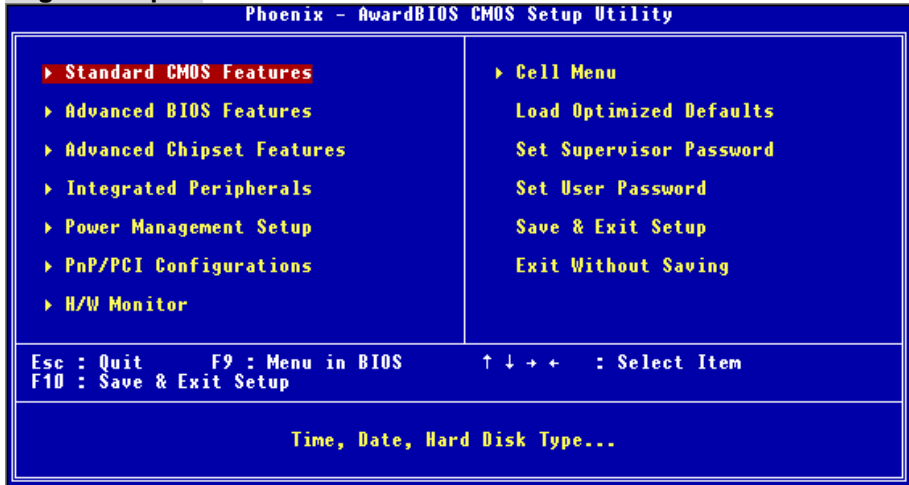 Phoenix - AwardBIOS CMOS Setup Utility
▸ Standard CMOS Features
▸ Advanced BIOS Features
▸ Advanced Chipset Features
▸ Integrated Peripherals
▸ Power Management Setup
▸ PnP/PCI Configurations
▸ H/W Monitor
▸ Cell Menu
Load Optimized Defaults
Set Supervisor Password
Set User Password
Save & Exit Setup
Exit Without Saving
Esc : Quit F9 : Menu in BIOS ↑ ↓ → ← : Select Item
F10 : Save & Exit Setup
Time, Date, Hard Disk Type...